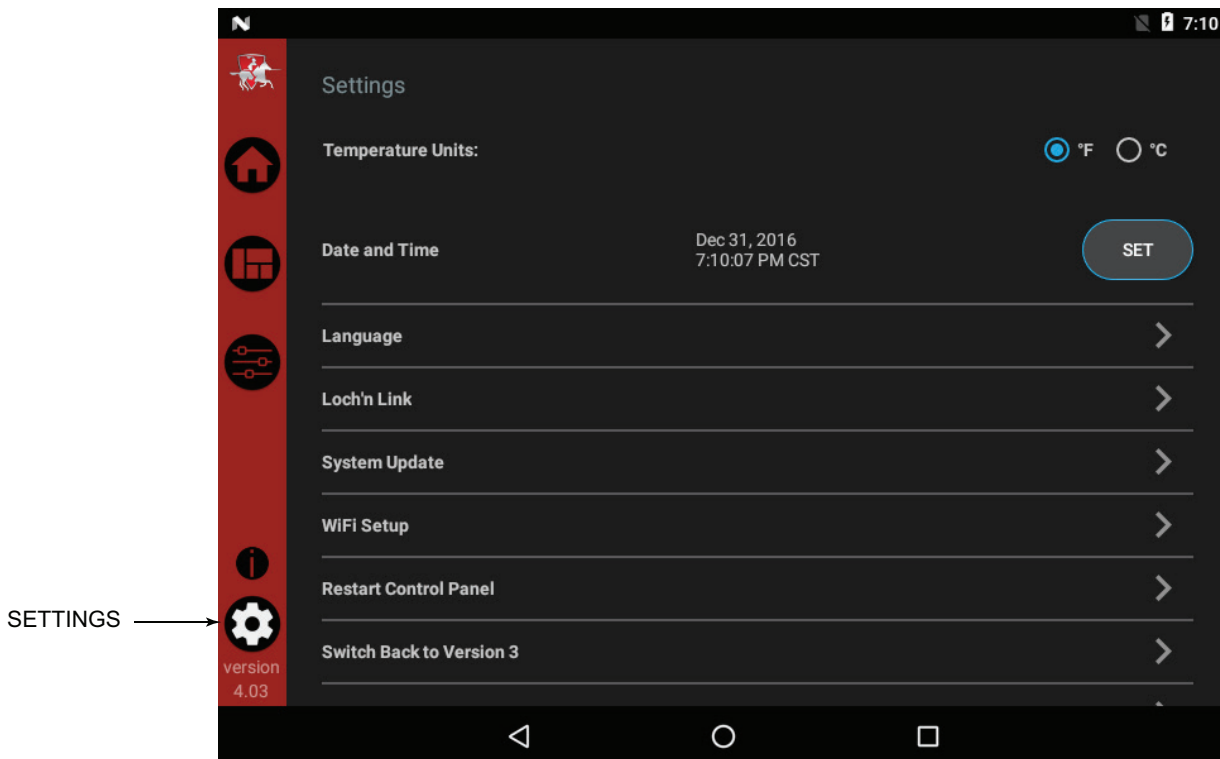 7:10
Settings
Temperature Units:
°F
°C
Date and Time
Dec 31, 2016
7:10:07 PM CST
SET
Language
Loch'n Link
System Update
WiFi Setup
Restart Control Panel
SETTINGS
Switch Back to Version 3
version
4.03